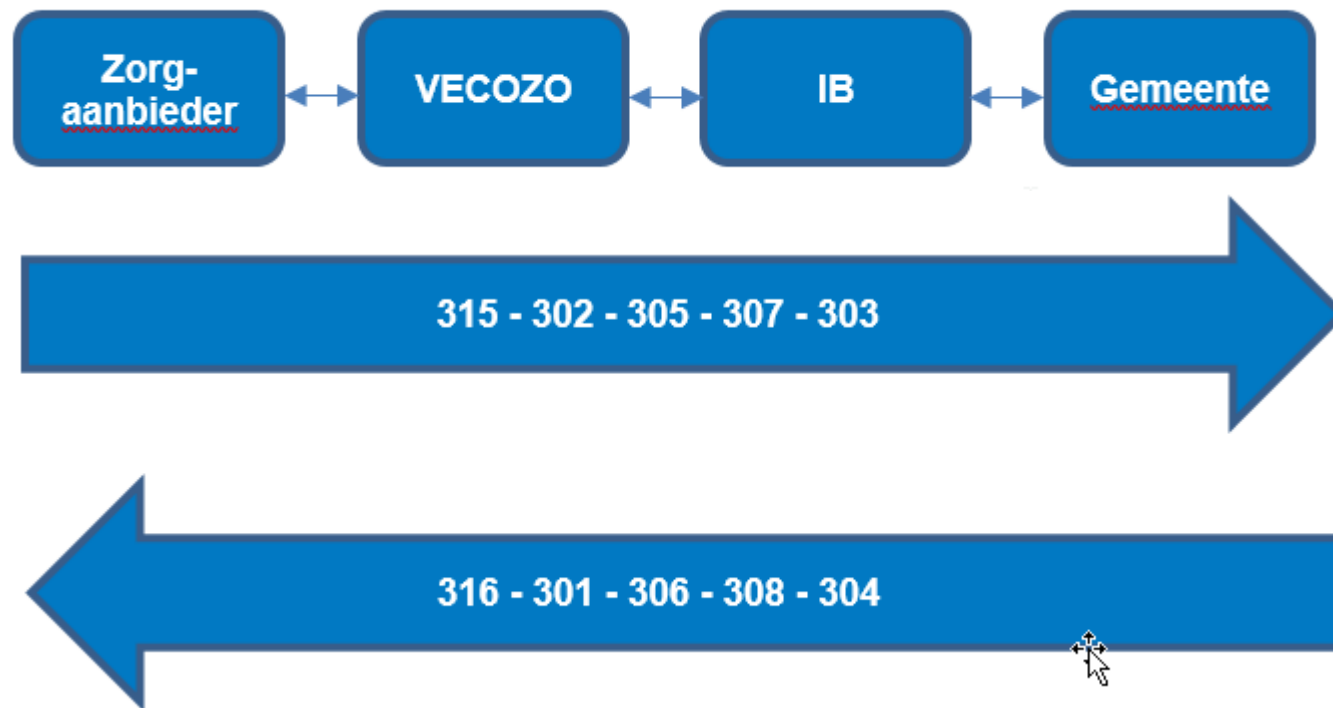 Zorg-
aanbieder
VECOZO
IB
Gemeente
315 - 302 - 305 - 307 - 303
316 - 301 - 306 - 308 - 304